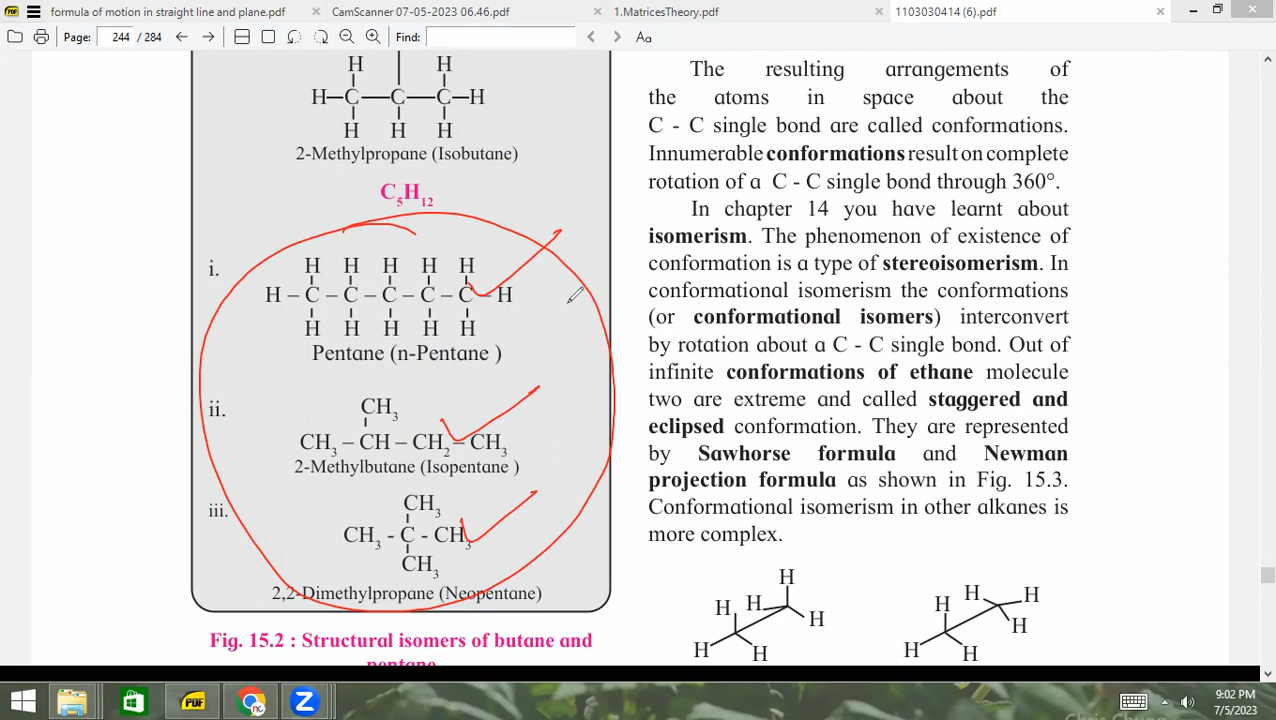 formula of motion in straight line and plane.pdf
CamScanner 07-05-2023 06.46.pdf
1.MatricesTheory.pdf
1103030414 (6).pdf
Page: 244 / 284
Find:
Aa
H H
H–C—C—C–H
H H H
2-Methylpropane (Isobutane)
C₅H₁₂
i.
H H H H H
H – C – C – C – C – C – H
H H H H H
Pentane (n-Pentane )
ii.
CH₃
CH₃ – CH – CH₂ – CH₃
2-Methylbutane (Isopentane )
iii.
CH₃
CH₃ - C - CH₃
CH₃
2,2-Dimethylpropane (Neopentane)
Fig. 15.2 : Structural isomers of butane and
pentane
The resulting arrangements of
the atoms in space about the
C - C single bond are called conformations.
Innumerable conformations result on complete
rotation of a C - C single bond through 360°.
In chapter 14 you have learnt about
isomerism. The phenomenon of existence of
conformation is a type of stereoisomerism. In
conformational isomerism the conformations
(or conformational isomers) interconvert
by rotation about a C - C single bond. Out of
infinite conformations of ethane molecule
two are extreme and called staggered and
eclipsed conformation. They are represented
by Sawhorse formula and Newman
projection formula as shown in Fig. 15.3.
Conformational isomerism in other alkanes is
more complex.
H
H H H
H H
H H H
H
H H
PDF
9:02 PM
7/5/2023